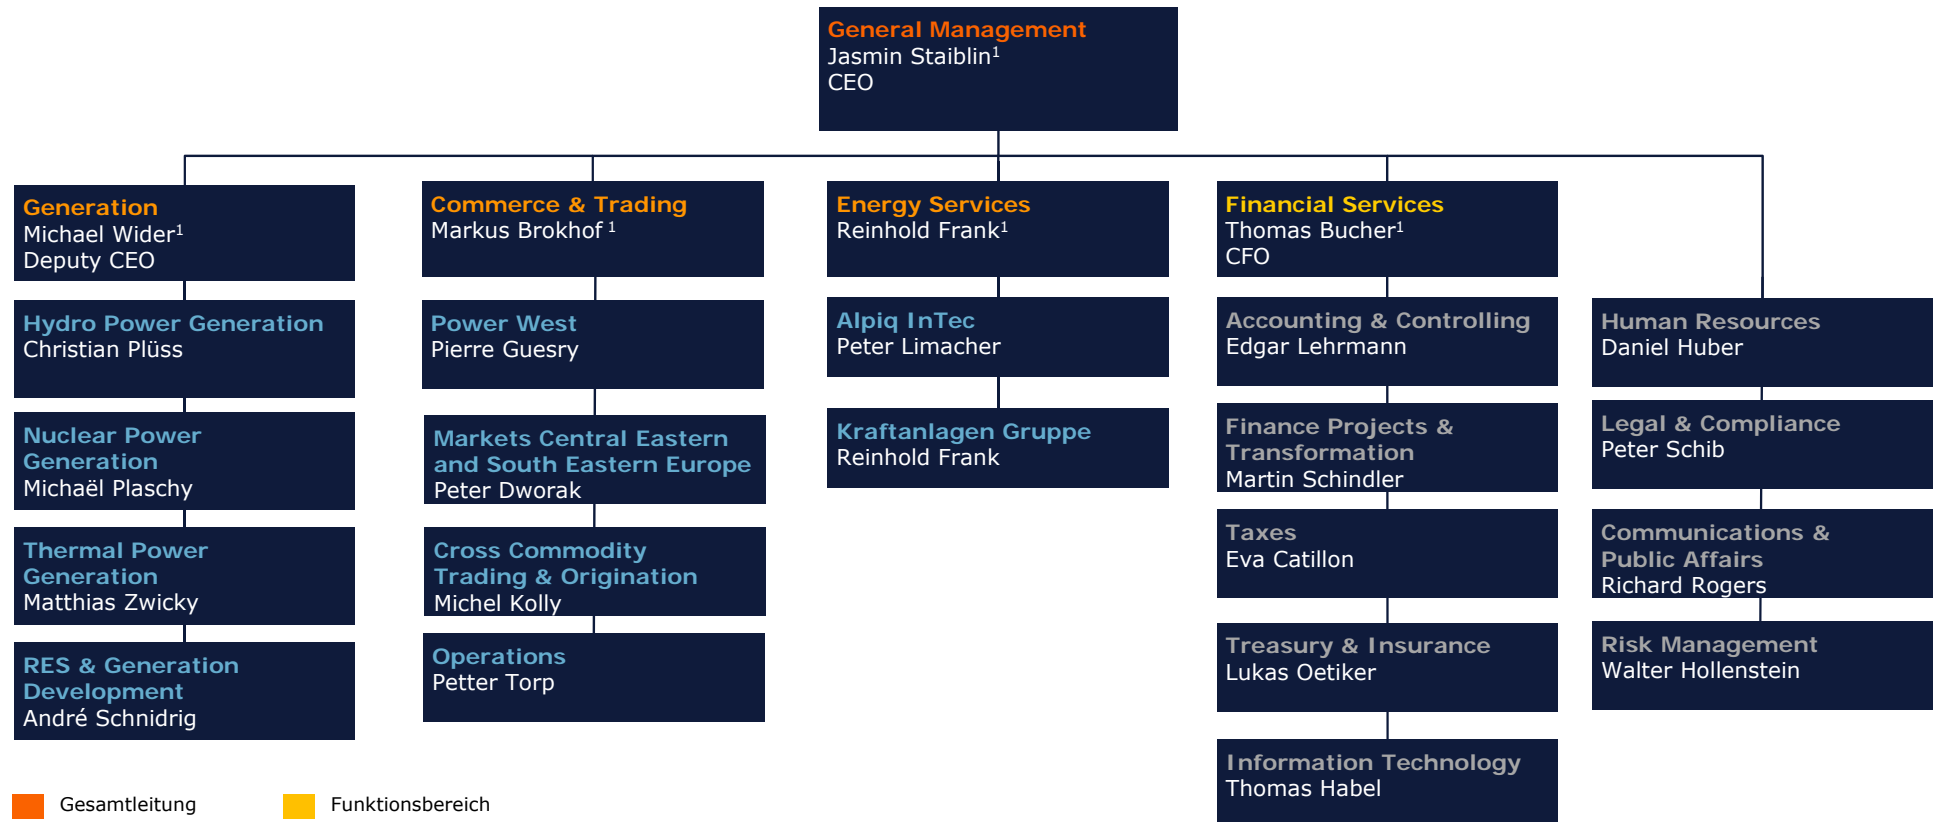 General Management
Jasmin Staiblin¹
CEO
Generation
Michael Wider¹
Deputy CEO
Hydro Power Generation
Christian Plüss
Nuclear Power
Generation
Michaël Plaschy
Thermal Power
Generation
Matthias Zwicky
RES & Generation
Development
André Schnidrig
Commerce & Trading
Markus Brokhof ¹
Power West
Pierre Guesry
Markets Central Eastern
and South Eastern Europe
Peter Dworak
Cross Commodity
Trading & Origination
Michel Kolly
Operations
Petter Torp
Energy Services
Reinhold Frank¹
Alpiq InTec
Peter Limacher
Kraftanlagen Gruppe
Reinhold Frank
Financial Services
Thomas Bucher¹
CFO
Accounting & Controlling
Edgar Lehrmann
Finance Projects &
Transformation
Martin Schindler
Taxes
Eva Catillon
Treasury & Insurance
Lukas Oetiker
Information Technology
Thomas Habel
Human Resources
Daniel Huber
Legal & Compliance
Peter Schib
Communications &
Public Affairs
Richard Rogers
Risk Management
Walter Hollenstein
Gesamtleitung
Funktionsbereich